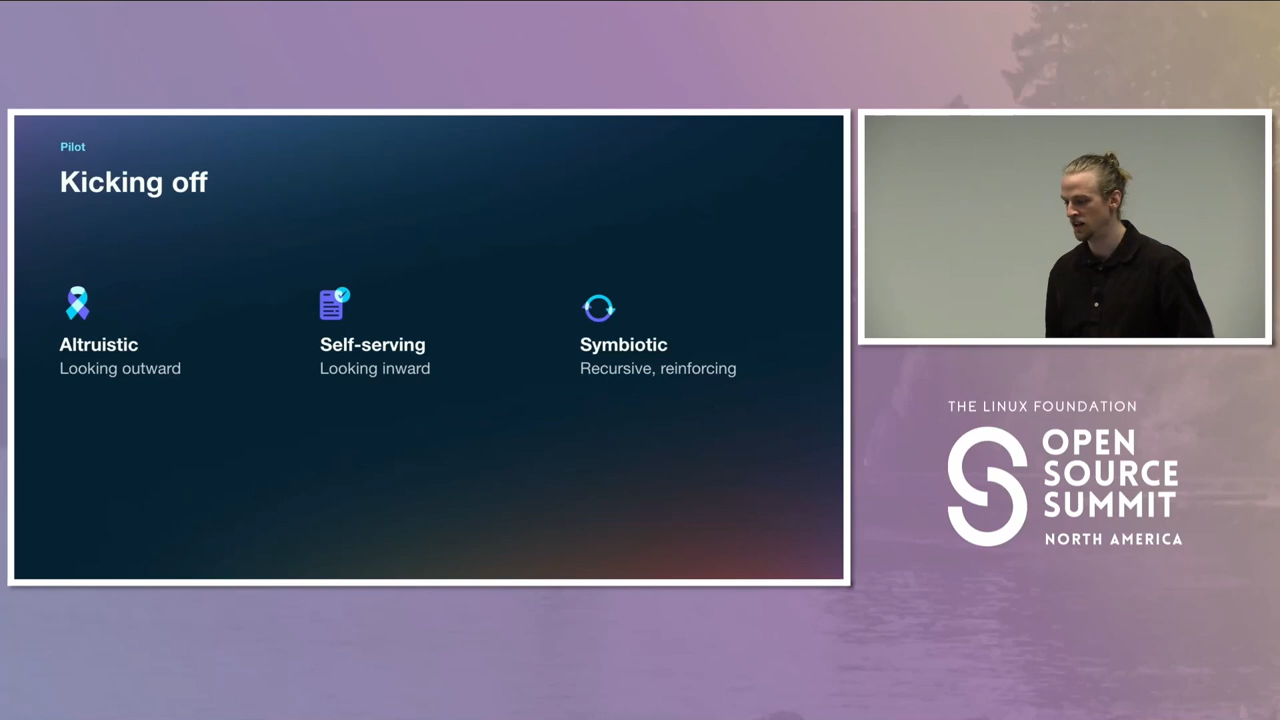 Pilot
Kicking off
Altruistic
Looking outward
Self-serving
Looking inward
Symbiotic
Recursive, reinforcing
THE LINUX FOUNDATION
OPEN
SOURCE
SUMMIT
NORTH AMERICA